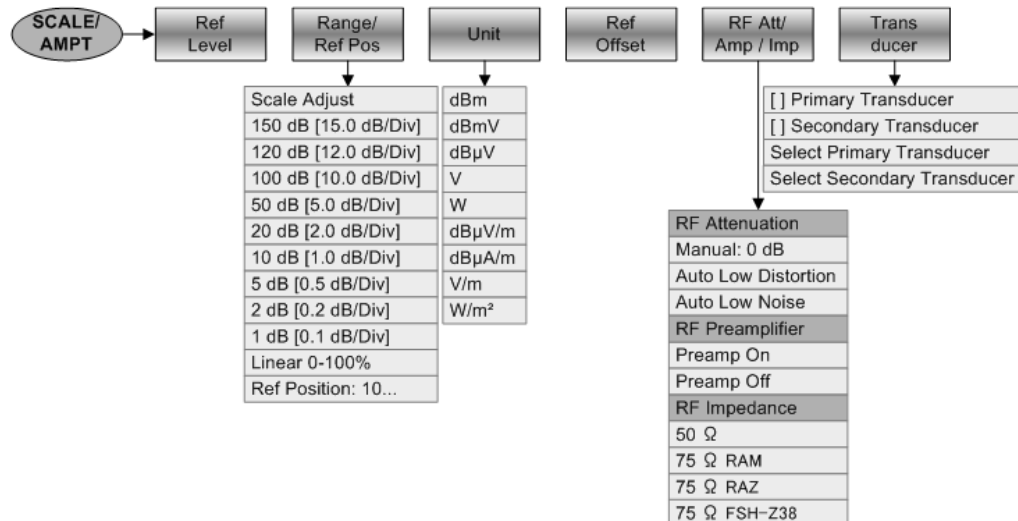 SCALE/
AMPT
Ref
Level
Range/
Ref Pos
Unit
Ref
Offset
RF Att/
Amp / Imp
Trans
ducer
Scale Adjust
150 dB [15.0 dB/Div]
120 dB [12.0 dB/Div]
100 dB [10.0 dB/Div]
50 dB [5.0 dB/Div]
20 dB [2.0 dB/Div]
10 dB [1.0 dB/Div]
5 dB [0.5 dB/Div]
2 dB [0.2 dB/Div]
1 dB [0.1 dB/Div]
Linear 0-100%
Ref Position: 10...
dBm
dBmV
dBµV
V
W
dBµV/m
dBµA/m
V/m
W/m²
RF Attenuation
Manual: 0 dB
Auto Low Distortion
Auto Low Noise
RF Preamplifier
Preamp On
Preamp Off
RF Impedance
50 Ω
75 Ω RAM
75 Ω RAZ
75 Ω FSH-Z38
[ ] Primary Transducer
[ ] Secondary Transducer
Select Primary Transducer
Select Secondary Transducer